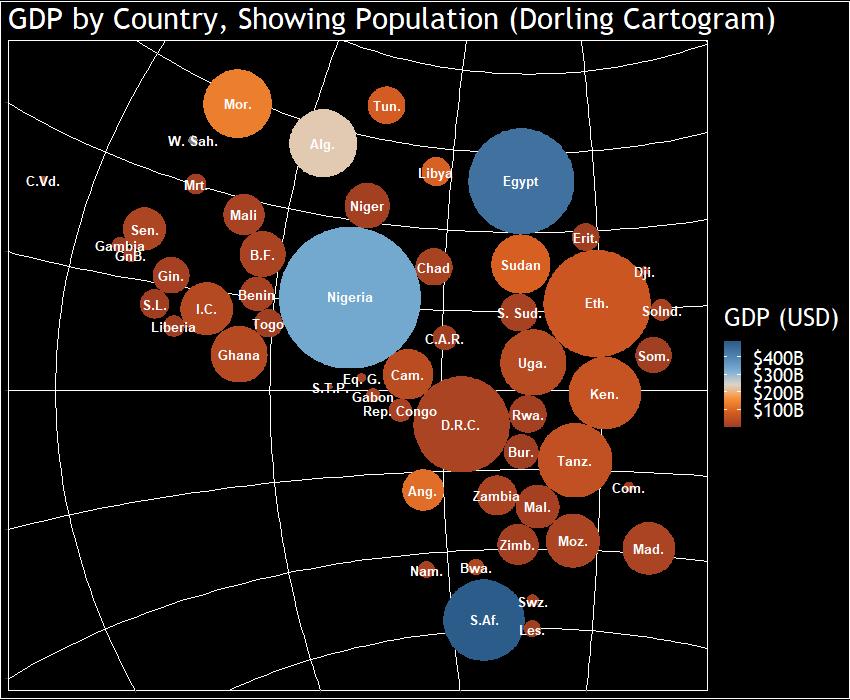 GDP by Country, Showing Population (Dorling Cartogram)
Mor.
Tun.
W. Sah.
Alg.
Libya
Egypt
C.Vd.
Mrt.
Mali
Niger
Sen.
Gambia
GnB.
B.F.
Erit.
Gin.
Chad
Sudan
Dji.
Benin
Nigeria
Eth.
S.L.
I.C.
S. Sud.
Solnd.
Liberia
Togo
Ghana
C.A.R.
Som.
Uga.
Cam.
Eq. G.
S.T.P.
Gabon
Rep. Congo
Ken.
D.R.C.
Rwa.
Bur.
Tanz.
Ang.
Zambia
Com.
Mal.
Zimb.
Moz.
Mad.
Nam.
Bwa.
Swz.
S.Af.
Les.
GDP (USD)
$400B
$300B
$200B
$100B